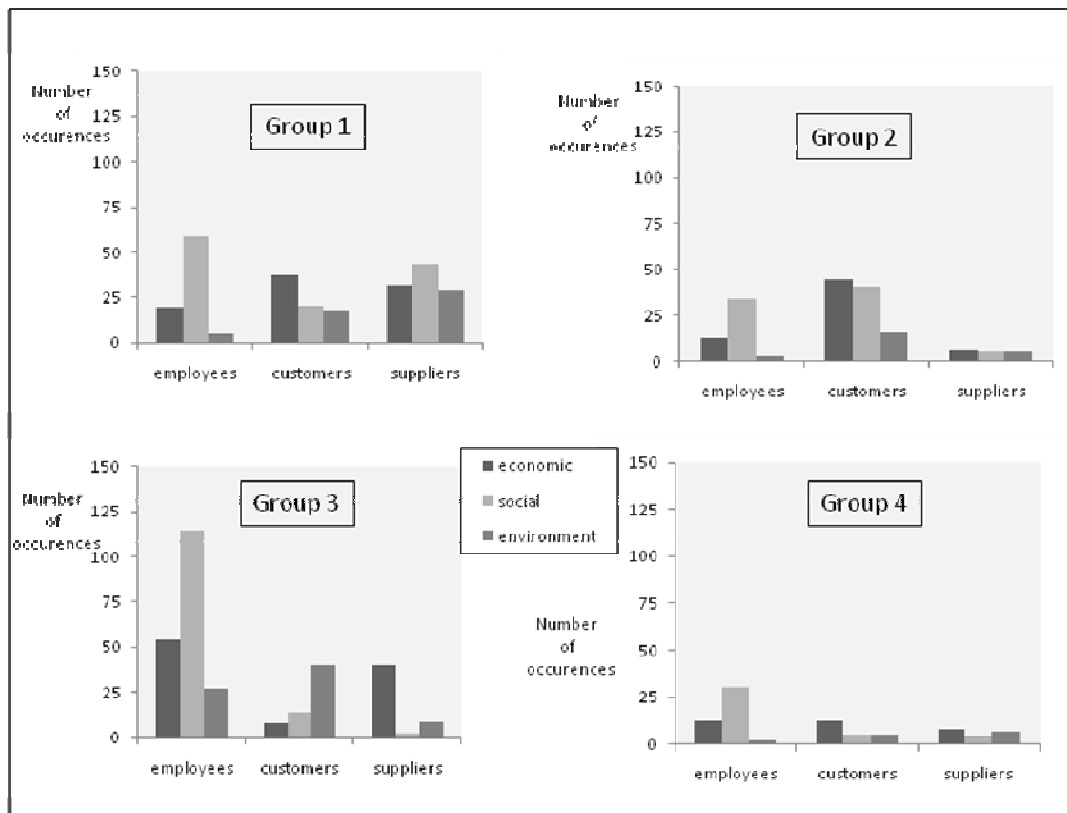 150
Number
of
occurences
125
100
75
50
25
0
Group 1
employees customers suppliers
150
Number
of
occurences
125
100
75
50
25
0
Group 2
employees customers suppliers
150
Number
of
occurences
125
100
75
50
25
0
Group 3
employees customers suppliers
economic
social
environment
150
125
100
75
50
25
0
Number
of
occurences
Group 4
employees customers suppliers